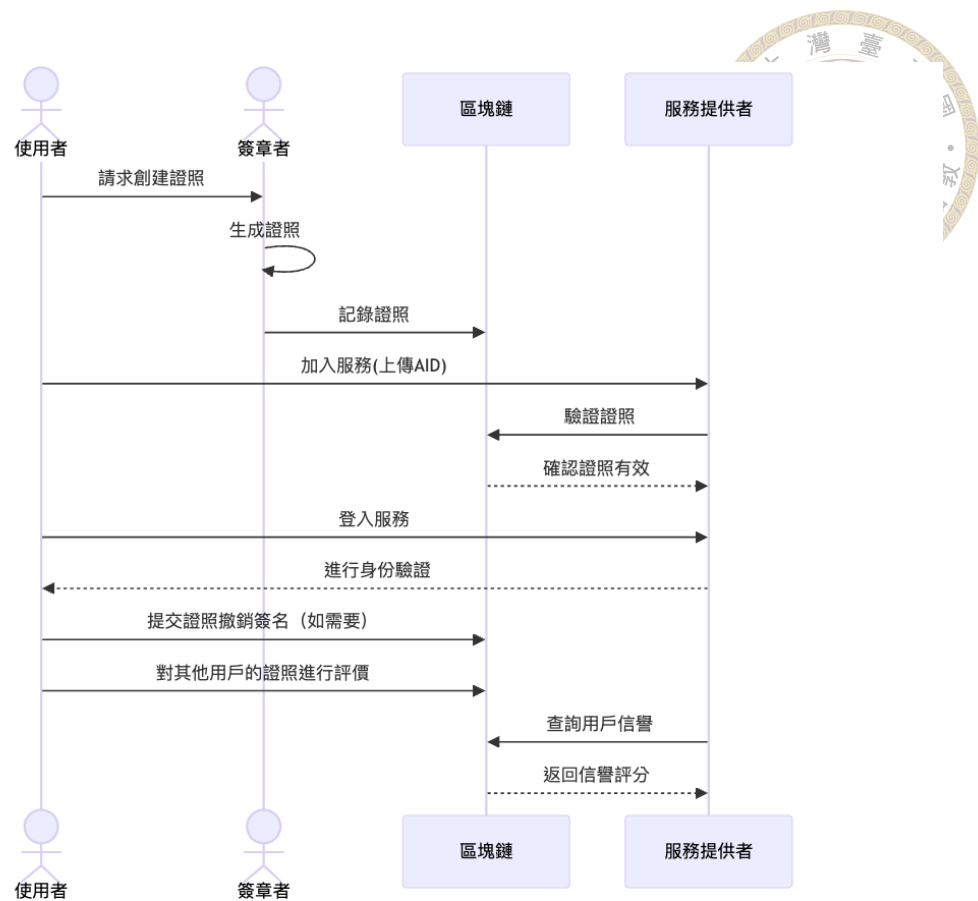 灣 臺
使用者
簽章者
區塊鏈
服務提供者
請求創建證照
生成證照
記錄證照
加入服務(上傳AID)
驗證證照
確認證照有效
登入服務
進行身份驗證
提交證照撤銷簽名（如需要）
對其他用戶的證照進行評價
查詢用戶信譽
返回信譽評分
使用者
簽章者
區塊鏈
服務提供者